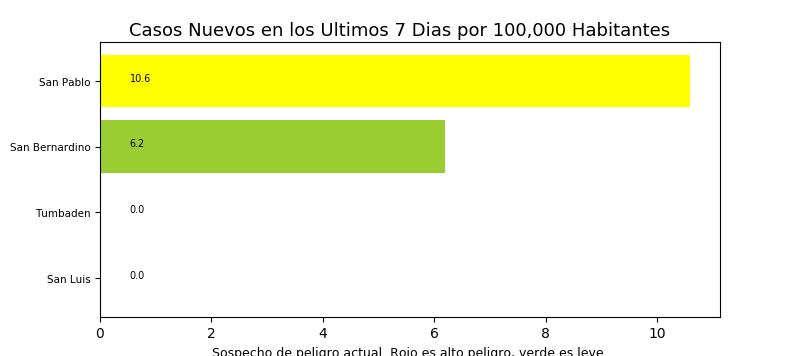 Casos Nuevos en los Ultimos 7 Dias por 100,000 Habitantes
San Pablo
10.6
San Bernardino
6.2
Tumbaden
0.0
San Luis
0.0
0 2 4 6 8 10
Sospecho de peligro actual. Rojo es alto peligro, verde es leve